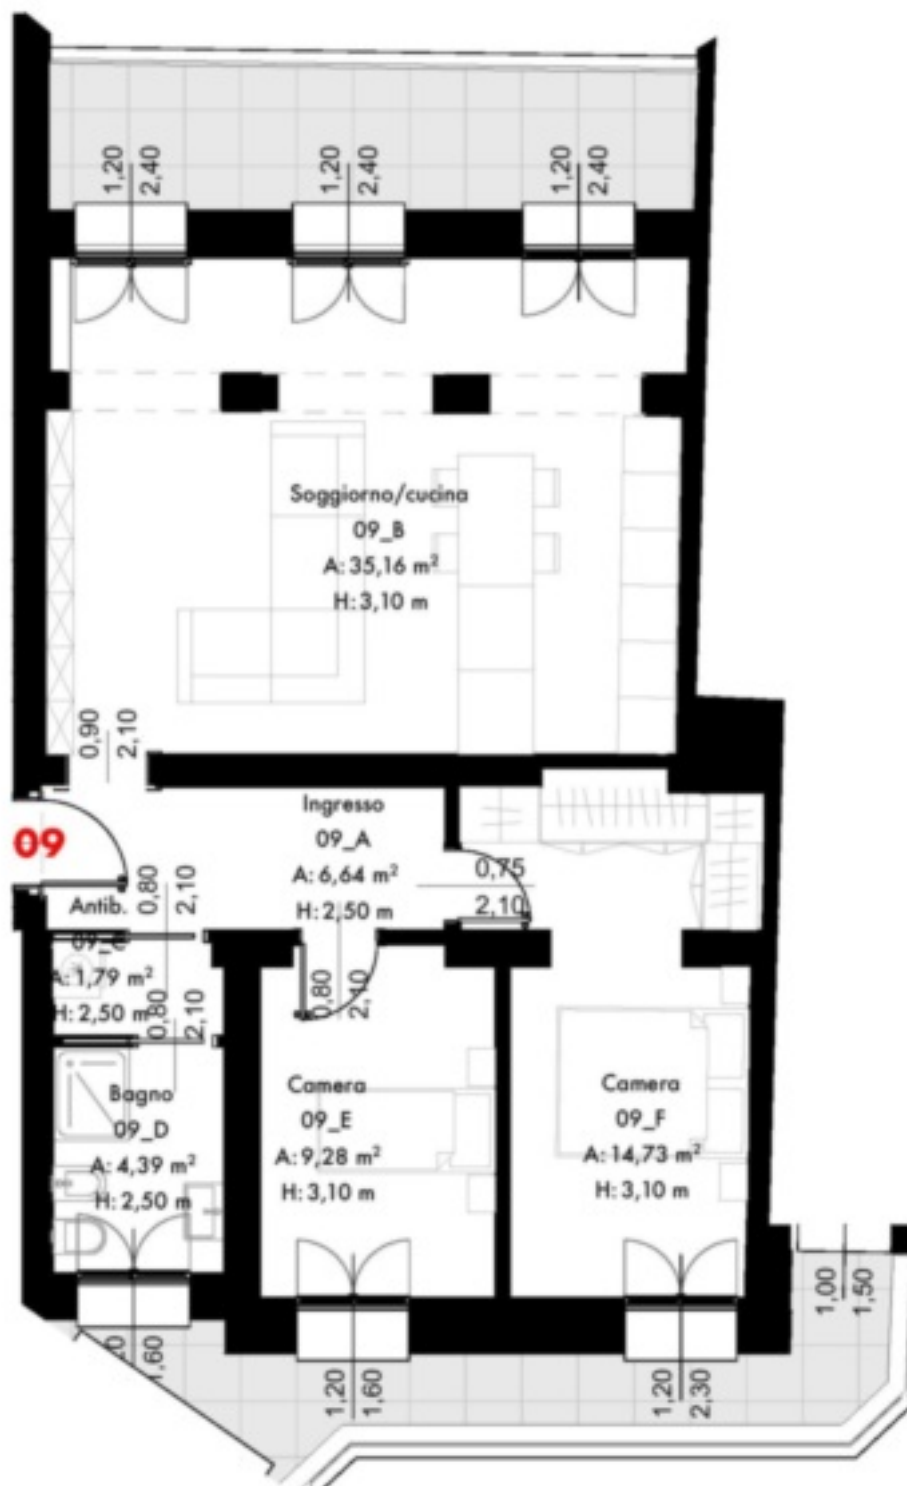 1,20
2,40
1,20
2,40
1,20
2,40
Soggiorno/cucina
09_B
A: 35,16 m²
H: 3,10 m
0,90
2,10
09
Ingresso
09_A
A: 6,64 m²
H: 2,50 m
0,75
2,10
Antib.
09_C
A: 1,79 m²
H: 2,50 m
0,80
2,10
0,80
2,10
0,80
2,10
Bagno
09_D
A: 4,39 m²
H: 2,50 m
Camera
09_E
A: 9,28 m²
H: 3,10 m
Camera
09_F
A: 14,73 m²
H: 3,10 m
1,60
1,20
1,60
1,20
2,30
1,00
1,50